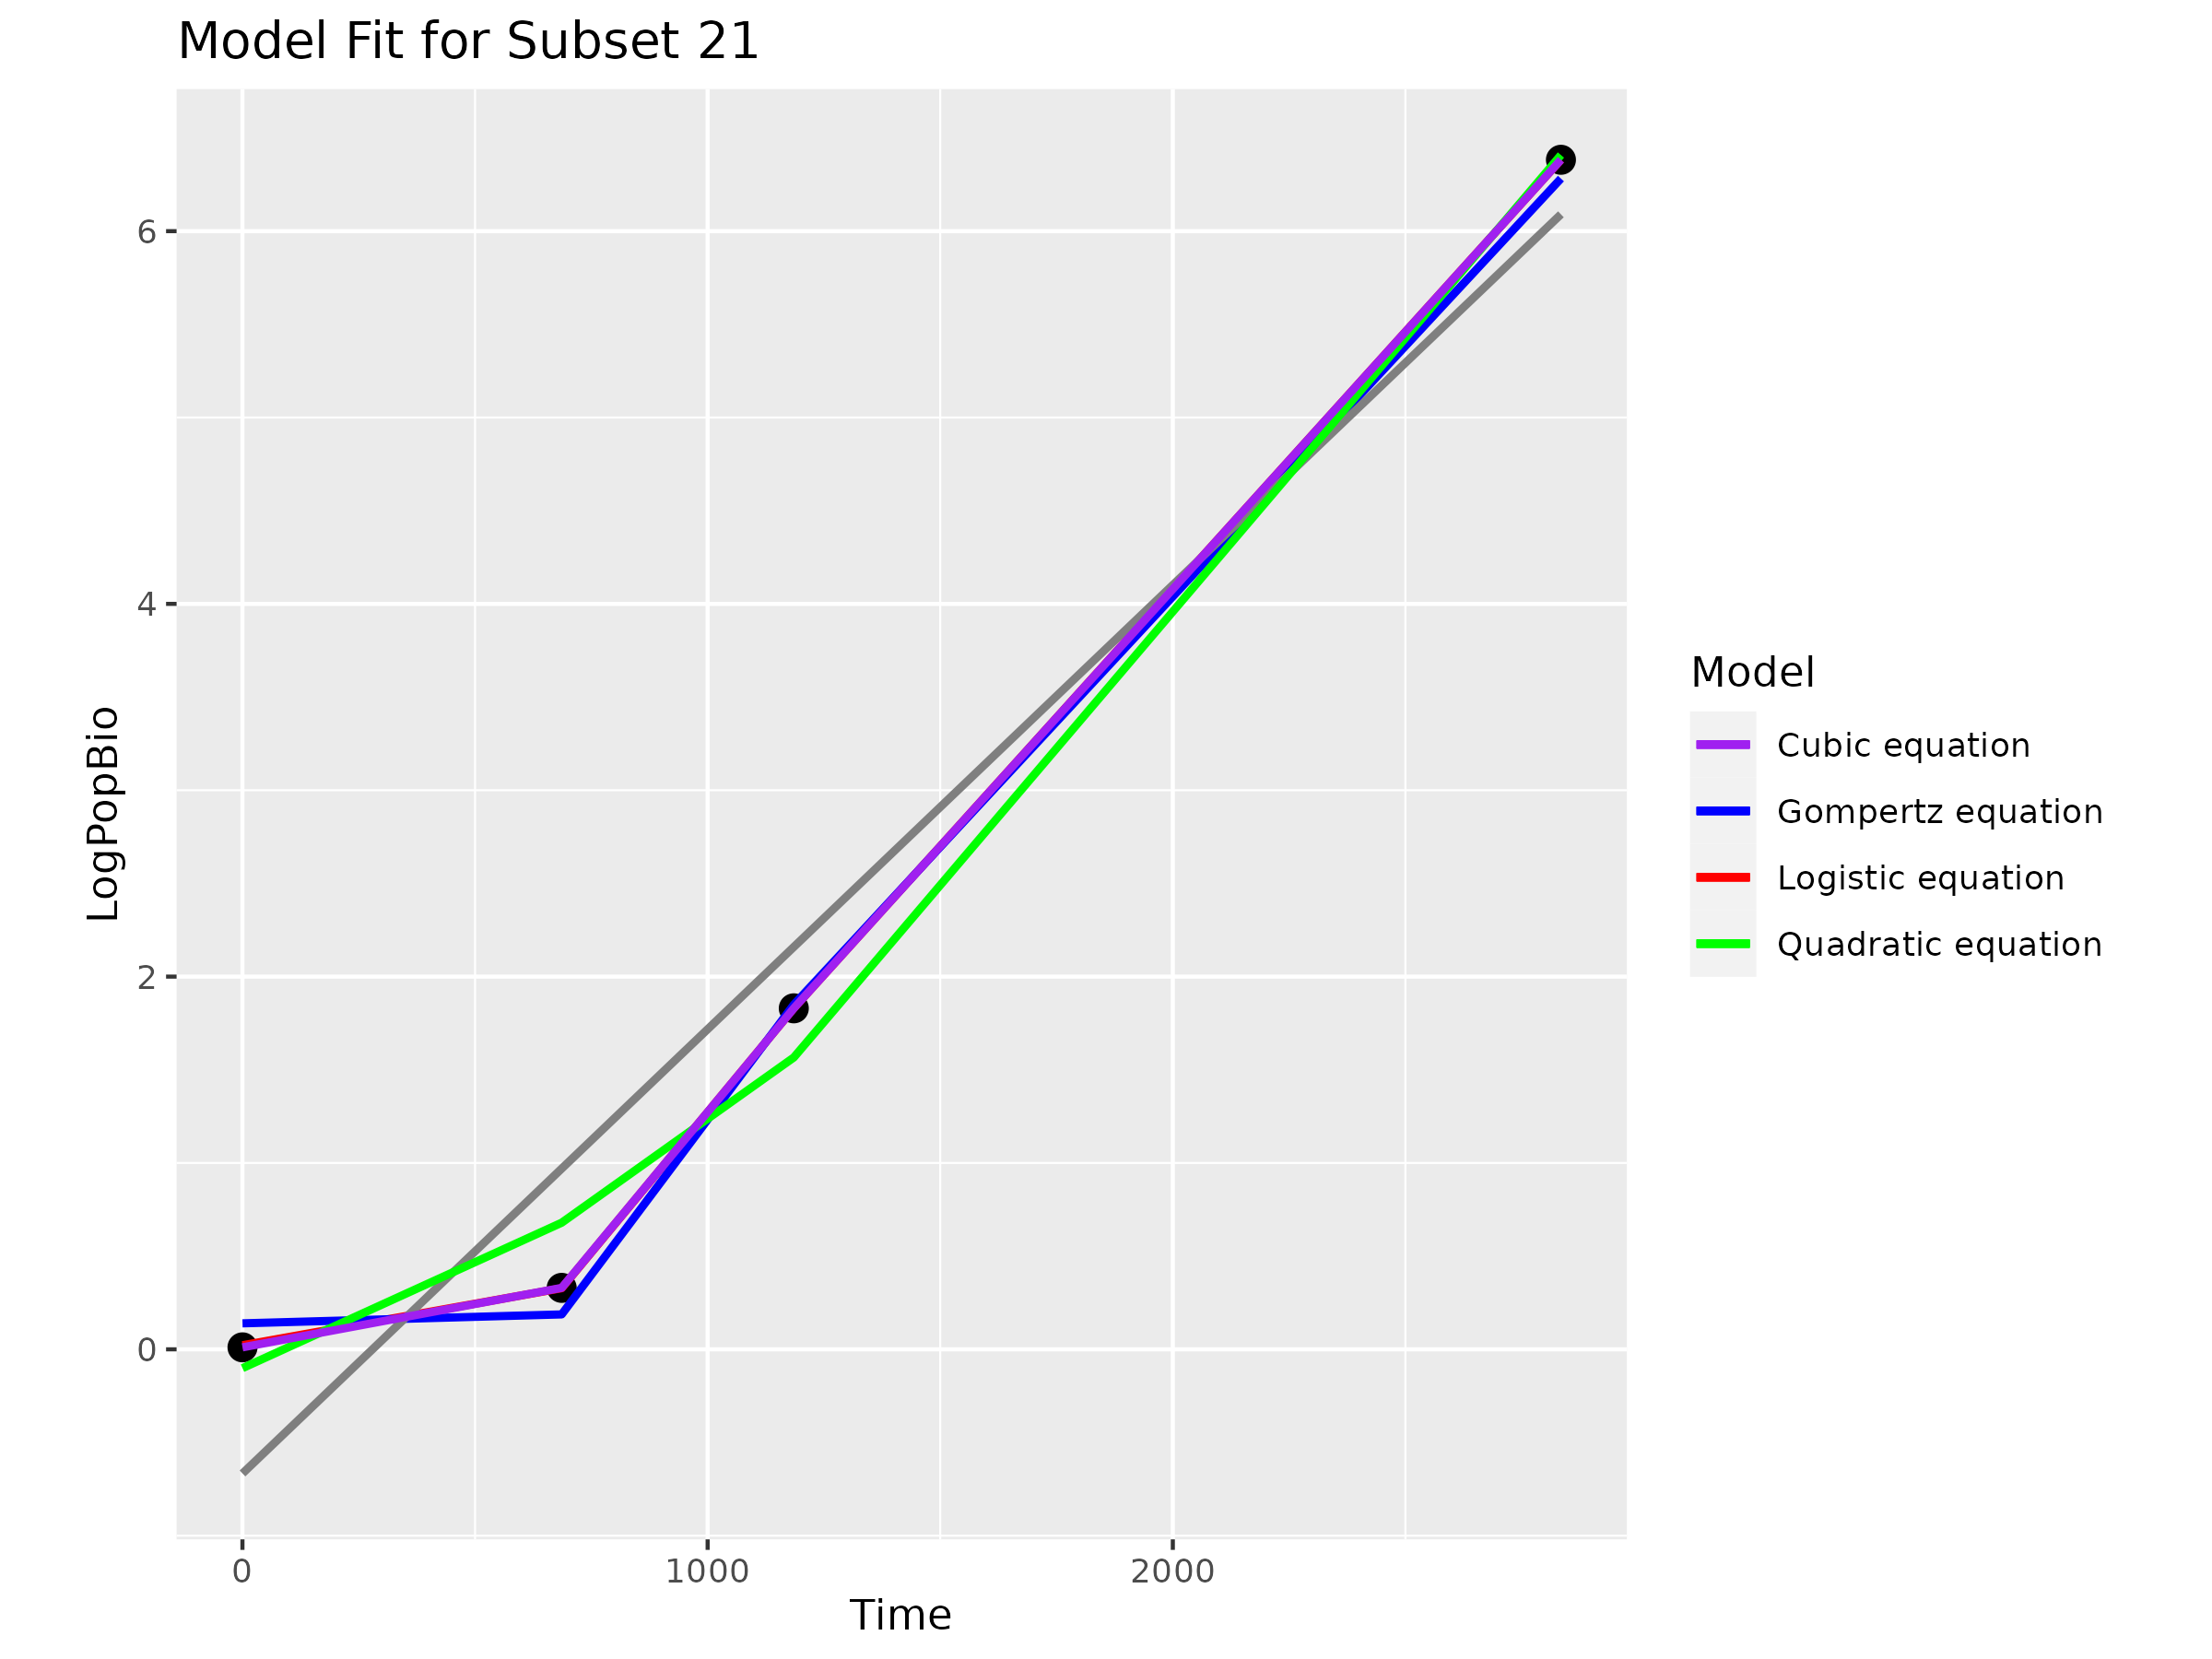 Model Fit for Subset 21
6
4
2
0
LogPopBio
0 1000 2000
Time
Model
Cubic equation
Gompertz equation
Logistic equation
Quadratic equation